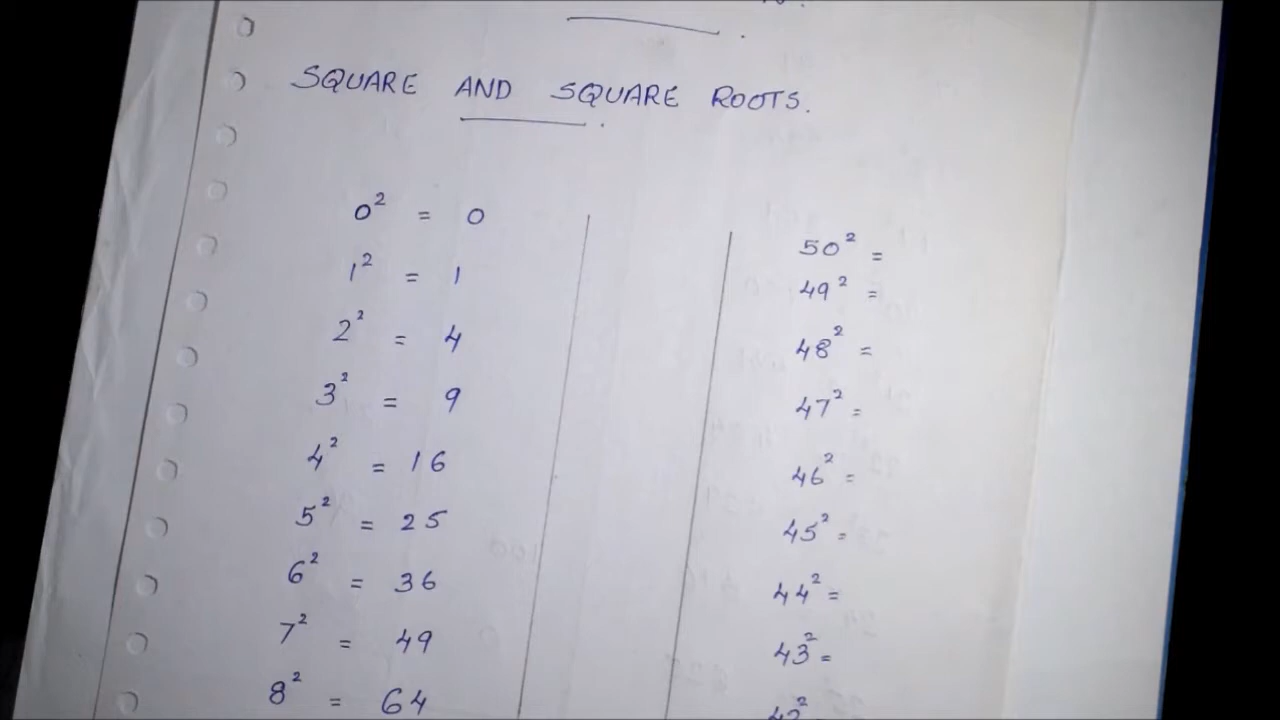 SQUARE AND SQUARE ROOTS.
0² = 0
1² = 1
2² = 4
3² = 9
4² = 16
5² = 25
6² = 36
7² = 49
8² = 64
50² =
49² =
48² =
47² =
46² =
45² =
44² =
43² =